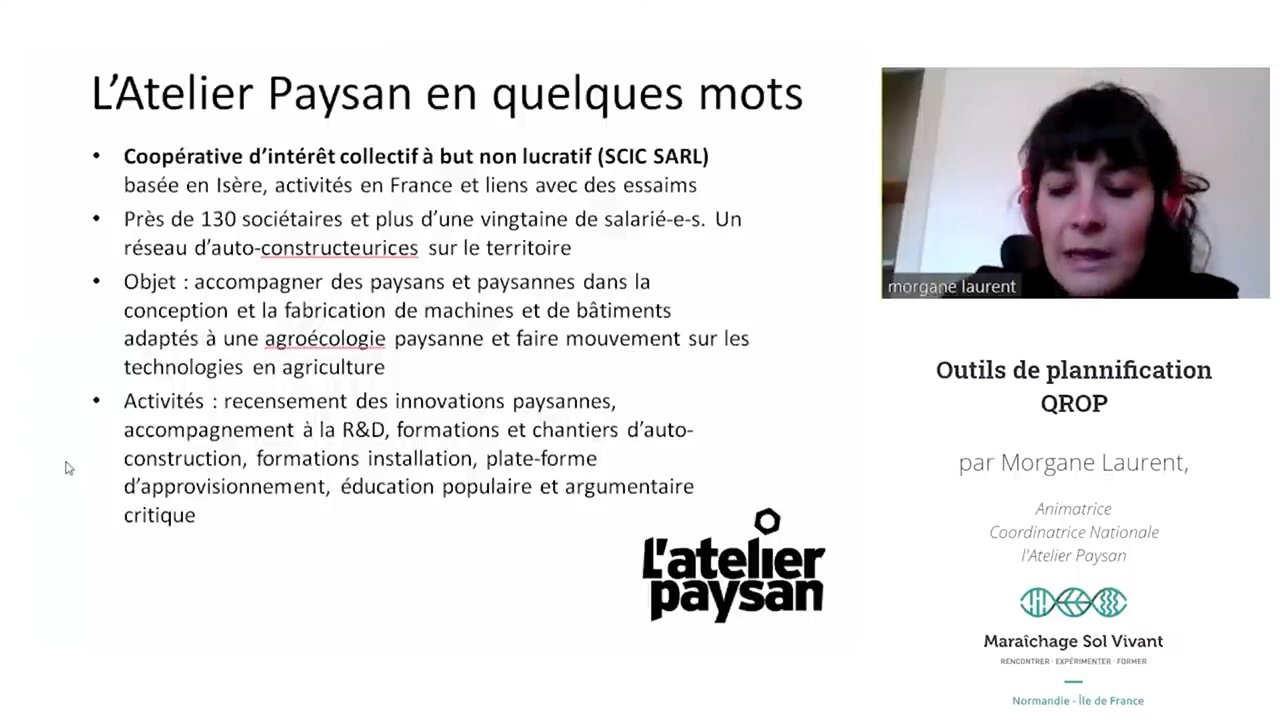 L'Atelier Paysan en quelques mots
• Coopérative d'intérêt collectif à but non lucratif (SCIC SARL)
basée en Isère, activités en France et liens avec des essaims
• Près de 130 sociétaires et plus d'une vingtaine de salarié-e-s. Un
réseau d'auto-constructeurices sur le territoire
• Objet : accompagner des paysans et paysannes dans la
conception et la fabrication de machines et de bâtiments
adaptés à une agroécologie paysanne et faire mouvement sur les
technologies en agriculture
• Activités : recensement des innovations paysannes,
accompagnement à la R&D, formations et chantiers d'auto-
construction, formations installation, plate-forme
d'approvisionnement, éducation populaire et argumentaire
critique
L'atelier
paysan
morgane laurent
Outils de plannification
QROP
par Morgane Laurent,
Animatrice
Coordinatrice Nationale
l'Atelier Paysan
Maraîchage Sol Vivant
RENCONTRER · EXPÉRIMENTER · FORMER
Normandie - Île de France